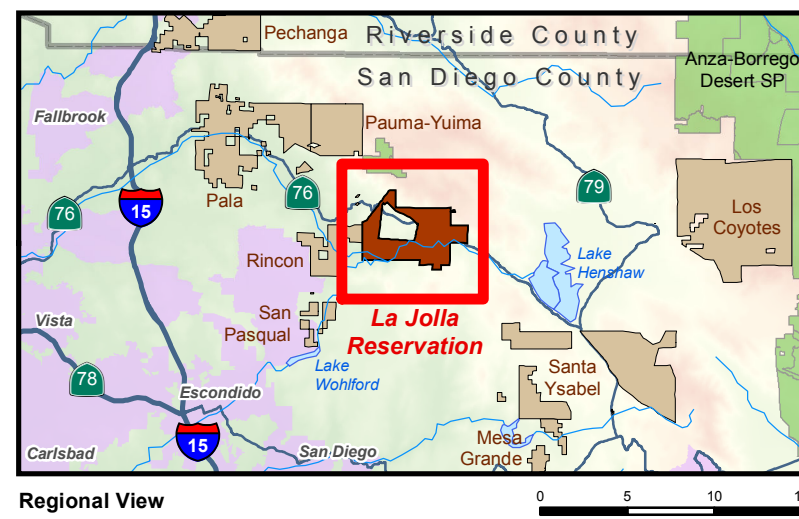 Pechanga
Riverside County
San Diego County
Anza-Borrego
Desert SP
Fallbrook
Pauma-Yuima
76
15
Pala
76
79
Los
Coyotes
Rincon
Lake
Henshaw
San
Pasqual
La Jolla
Reservation
Vista
Lake
Wohlford
78
Santa
Ysabel
Escondido
15
Carlsbad
San Diego
Mesa
Grande
Regional View
0
5
10